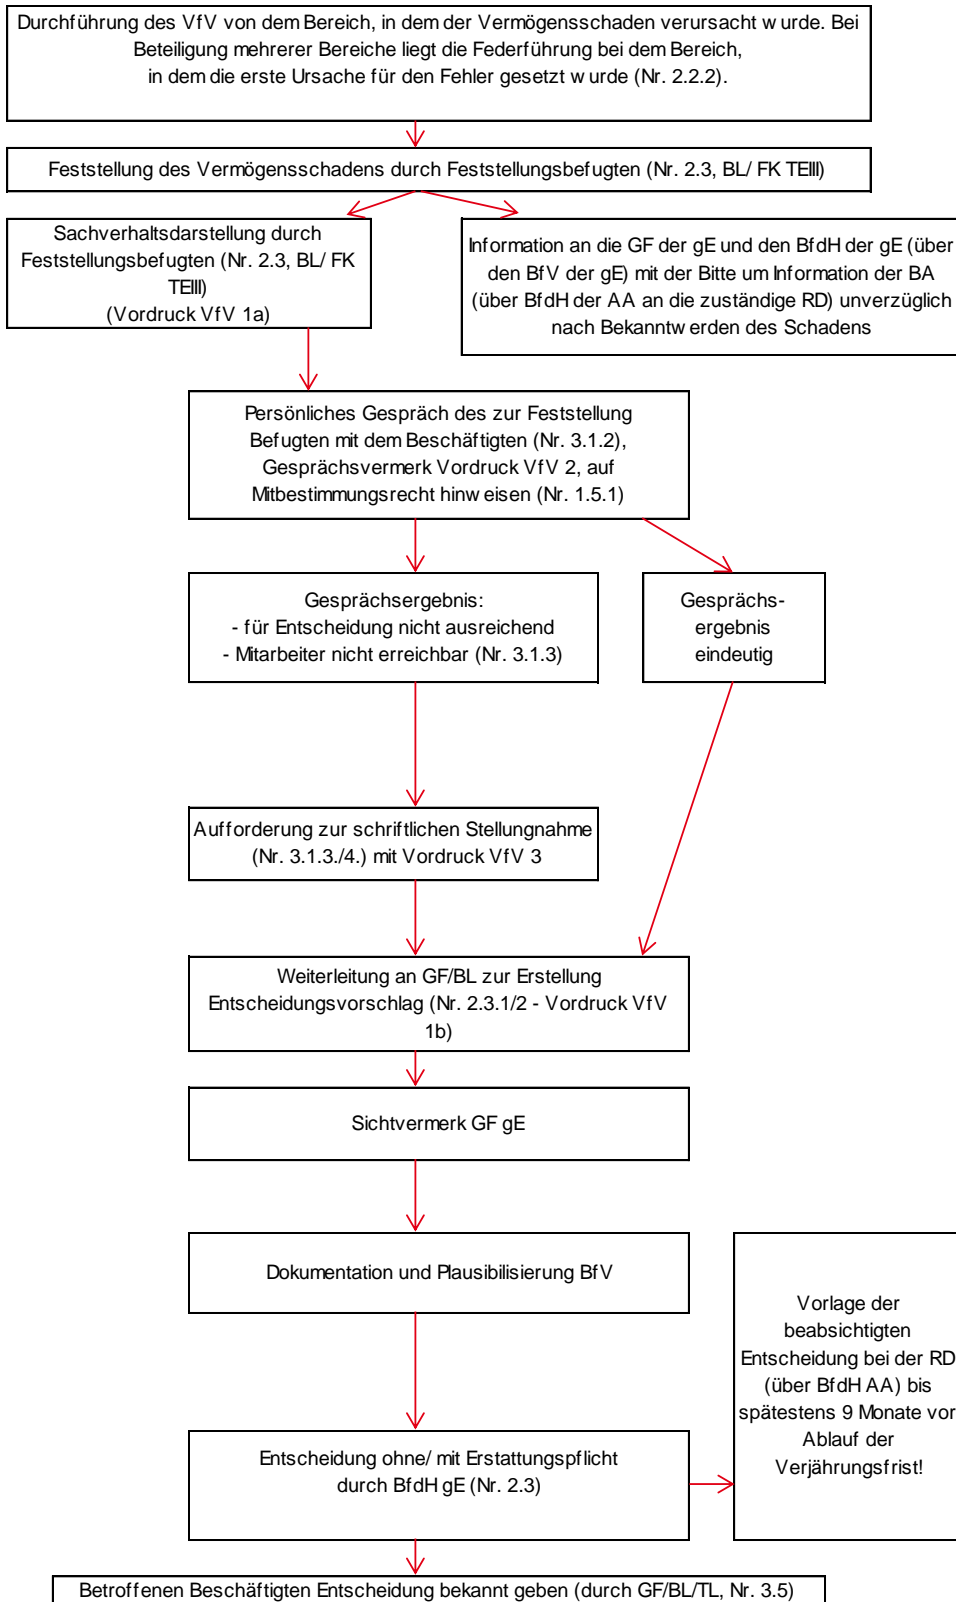 Durchführung des VfV von dem Bereich, in dem der Vermögensschaden verursacht wurde. Bei
Beteiligung mehrerer Bereiche liegt die Federführung bei dem Bereich,
in dem die erste Ursache für den Fehler gesetzt wurde (Nr. 2.2.2).
Feststellung des Vermögensschadens durch Feststellungsbefugten (Nr. 2.3, BL/ FK TEIII)
Sachverhaltsdarstellung durch
Feststellungsbefugten (Nr. 2.3, BL/ FK
TEIII)
(Vordruck VfV 1a)
Information an die GF der gE und den BfdH der gE (über
den BfV der gE) mit der Bitte um Information der BA
(über BfdH der AA an die zuständige RD) unverzüglich
nach Bekanntwerden des Schadens
Persönliches Gespräch des zur Feststellung
Befugten mit dem Beschäftigten (Nr. 3.1.2),
Gesprächsvermerk Vordruck VfV 2, auf
Mitbestimmungsrecht hinweisen (Nr. 1.5.1)
Gesprächsergebnis:
- für Entscheidung nicht ausreichend
- Mitarbeiter nicht erreichbar (Nr. 3.1.3)
Gesprächs-
ergebnis
eindeutig
Aufforderung zur schriftlichen Stellungnahme
(Nr. 3.1.3./4.) mit Vordruck VfV 3
Weiterleitung an GF/BL zur Erstellung
Entscheidungsvorschlag (Nr. 2.3.1/2 - Vordruck VfV
1b)
Sichtvermerk GF gE
Dokumentation und Plausibilisierung BfV
Vorlage der
beabsichtigten
Entscheidung bei der RD
(über BfdH AA) bis
spätestens 9 Monate vor
Ablauf der
Verjährungsfrist!
Entscheidung ohne/ mit Erstattungspflicht
durch BfdH gE (Nr. 2.3)
Betroffenen Beschäftigten Entscheidung bekannt geben (durch GF/BL/TL, Nr. 3.5)